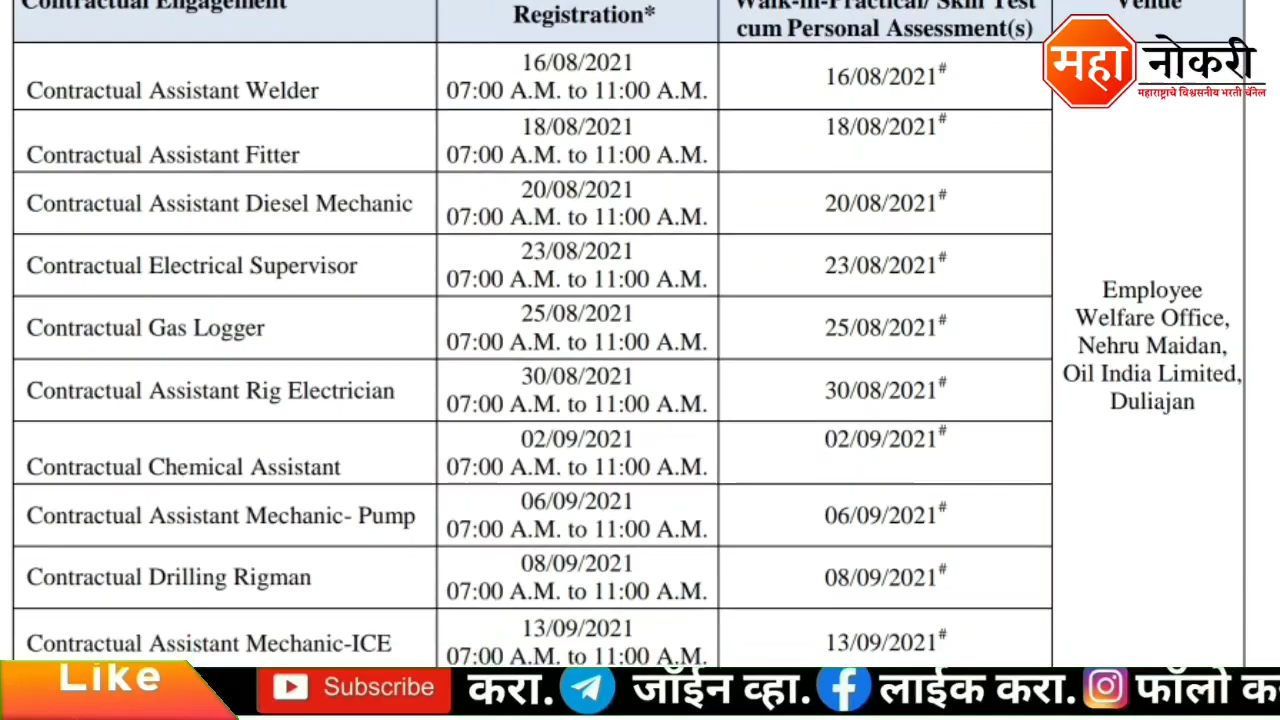 Contractual Engagement
Registration*
Walk-in-Practical/ Skill Test
cum Personal Assessment(s)
Venue
महा नोकरी
महाराष्ट्राचे विश्वसनीय भरती चॅनेल
Contractual Assistant Welder
16/08/2021
07:00 A.M. to 11:00 A.M.
16/08/2021#
Contractual Assistant Fitter
18/08/2021
07:00 A.M. to 11:00 A.M.
18/08/2021#
Contractual Assistant Diesel Mechanic
20/08/2021
07:00 A.M. to 11:00 A.M.
20/08/2021#
Contractual Electrical Supervisor
23/08/2021
07:00 A.M. to 11:00 A.M.
23/08/2021#
Contractual Gas Logger
25/08/2021
07:00 A.M. to 11:00 A.M.
25/08/2021#
Contractual Assistant Rig Electrician
30/08/2021
07:00 A.M. to 11:00 A.M.
30/08/2021#
Contractual Chemical Assistant
02/09/2021
07:00 A.M. to 11:00 A.M.
02/09/2021#
Contractual Assistant Mechanic- Pump
06/09/2021
07:00 A.M. to 11:00 A.M.
06/09/2021#
Contractual Drilling Rigman
08/09/2021
07:00 A.M. to 11:00 A.M.
08/09/2021#
Contractual Assistant Mechanic-ICE
13/09/2021
07:00 A.M. to 11:00 A.M.
13/09/2021#
Employee
Welfare Office,
Nehru Maidan,
Oil India Limited,
Duliajan
Like
Subscribe करा. जॉईन व्हा. लाईक करा. फॉलो क